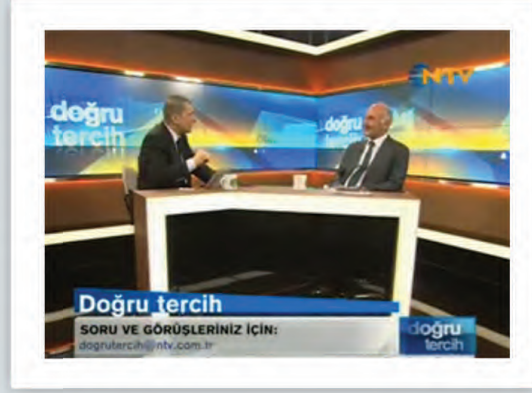 NTV
doğru
tercih
doğru
tercih
Doğru tercih
SORU VE GÖRÜŞLERİNİZ İÇİN:
dogrutercih@ntv.com.tr
doğru
tercih